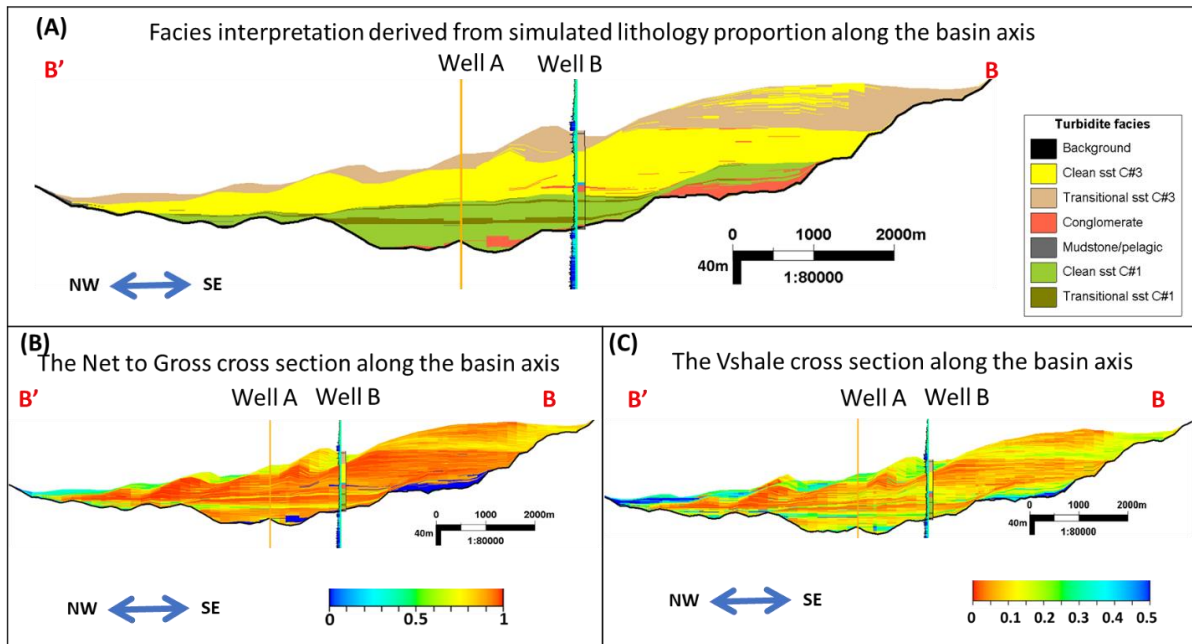 (A)
Facies interpretation derived from simulated lithology proportion along the basin axis
B'
Well A
Well B
B
Turbidite facies
Background
Clean sst C#3
Transitional sst C#3
Conglomerate
Mudstone/pelagic
Clean sst C#1
Transitional sst C#1
0 1000 2000m
40m
1:80000
NW SE
(B)
The Net to Gross cross section along the basin axis
B'
Well A
Well B
B
0 1000 2000m
40m
1:80000
NW SE
0 0.5 1
(C)
The Vshale cross section along the basin axis
B'
Well A
Well B
B
0 1000 2000m
40m
1:80000
NW SE
0 0.1 0.2 0.3 0.4 0.5